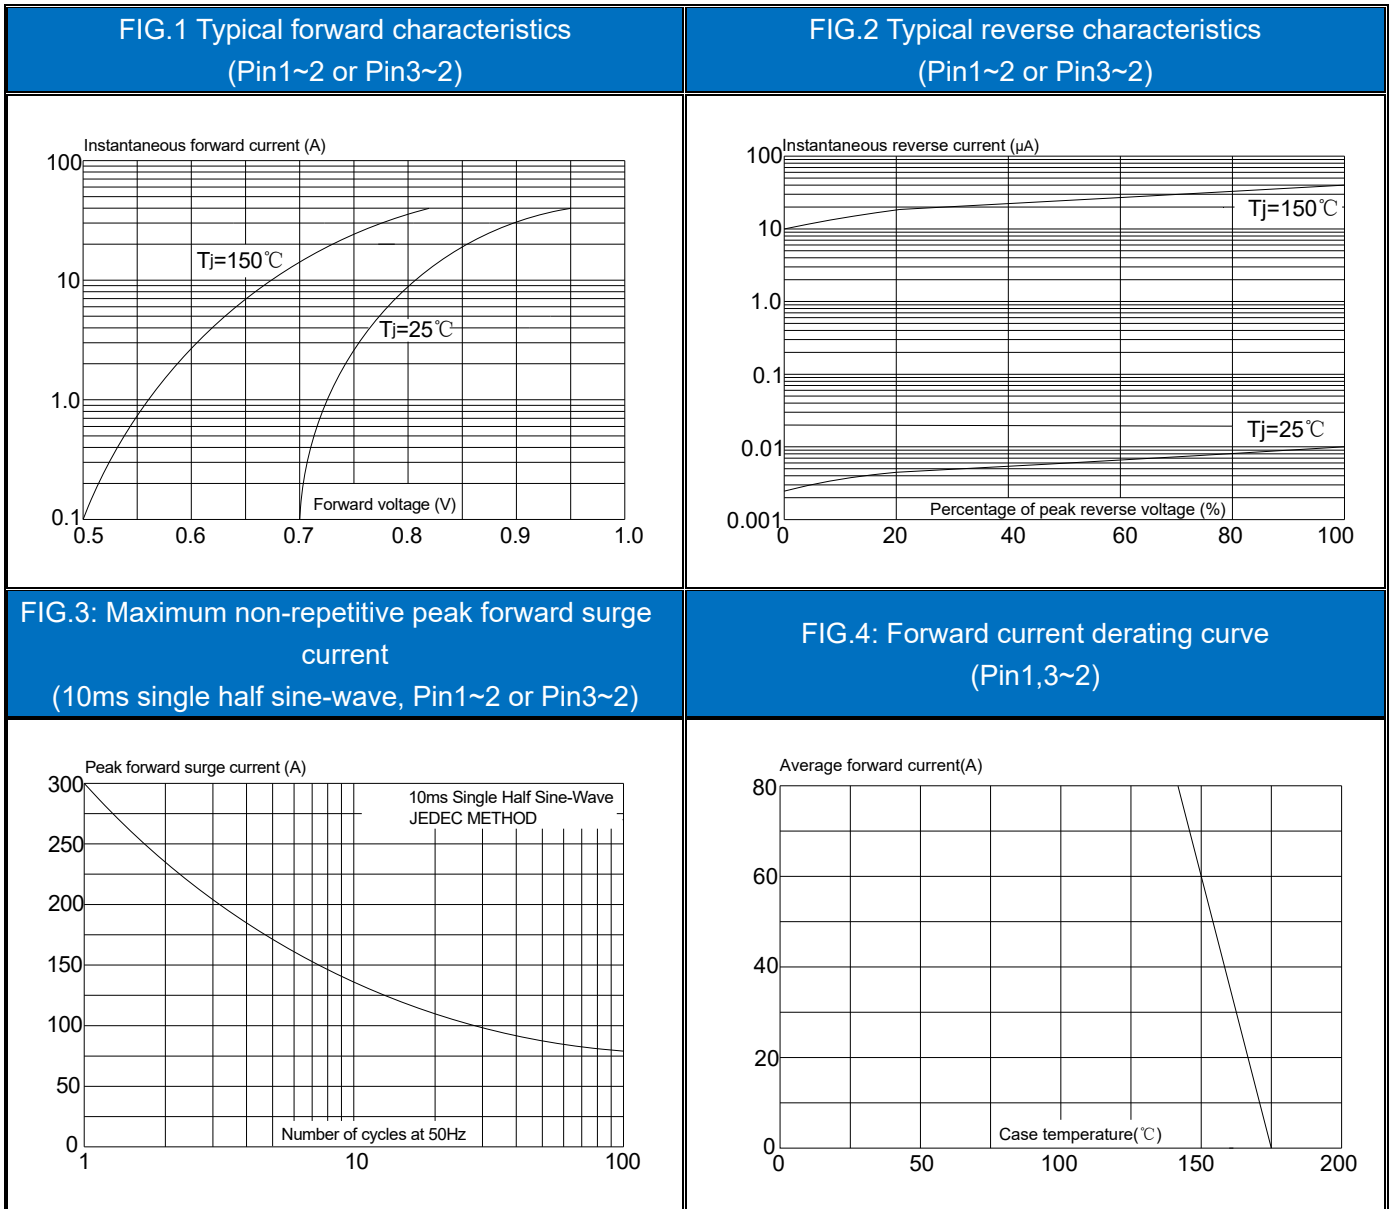 FIG.1 Typical forward characteristics
(Pin1~2 or Pin3~2)
FIG.2 Typical reverse characteristics
(Pin1~2 or Pin3~2)
Instantaneous forward current (A)
100
10
1.0
0.1
Tj=150℃
Tj=25℃
Forward voltage (V)
0.5 0.6 0.7 0.8 0.9 1.0
Instantaneous reverse current (μA)
100
10
1.0
0.1
0.01
0.001
Tj=150℃
Tj=25℃
Percentage of peak reverse voltage (%)
0 20 40 60 80 100
FIG.3: Maximum non-repetitive peak forward surge
current
(10ms single half sine-wave, Pin1~2 or Pin3~2)
FIG.4: Forward current derating curve
(Pin1,3~2)
Peak forward surge current (A)
300
250
200
150
100
50
0
10ms Single Half Sine-Wave
JEDEC METHOD
Number of cycles at 50Hz
1 10 100
Average forward current(A)
80
60
40
20
0
Case temperature(℃)
0 50 100 150 200